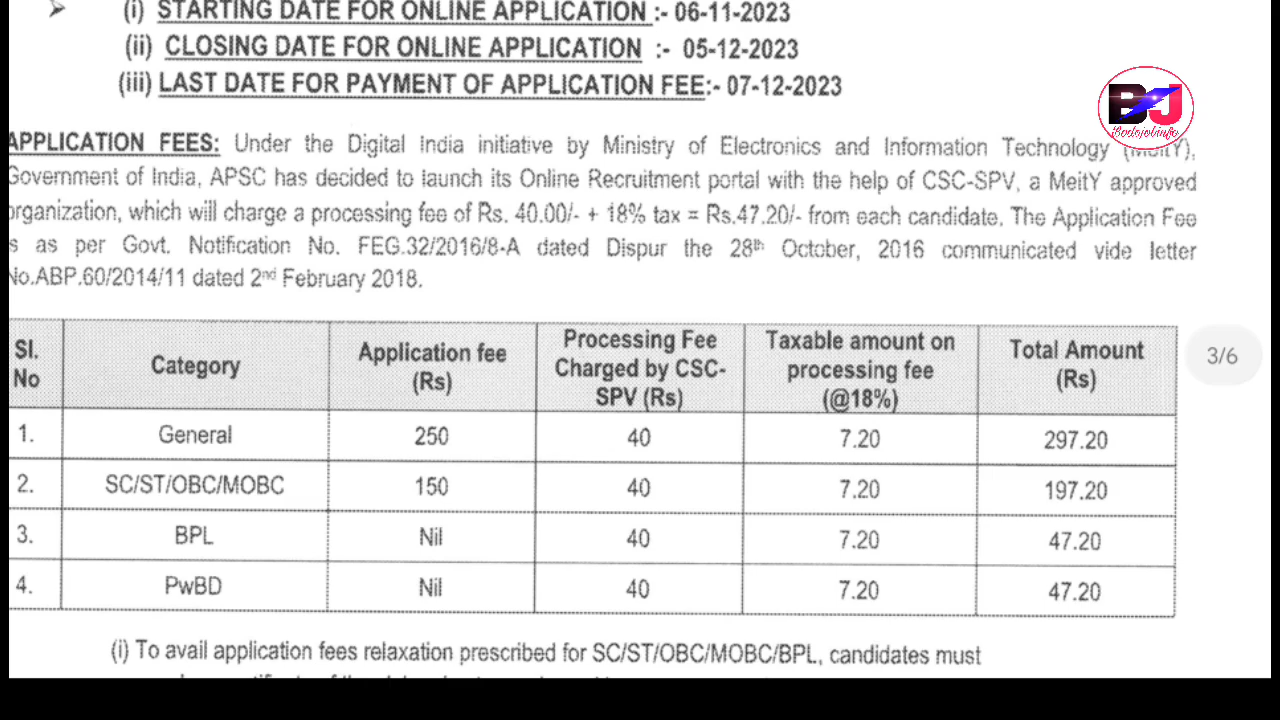 (i) STARTING DATE FOR ONLINE APPLICATION :- 06-11-2023
(ii) CLOSING DATE FOR ONLINE APPLICATION :- 05-12-2023
(iii) LAST DATE FOR PAYMENT OF APPLICATION FEE:- 07-12-2023
BJ
iBodojobinfo
APPLICATION FEES: Under the Digital India initiative by Ministry of Electronics and Information Technology (MeitY),
Government of India, APSC has decided to launch its Online Recruitment portal with the help of CSC-SPV, a MeitY approved
organization, which will charge a processing fee of Rs. 40.00/- + 18% tax = Rs.47.20/- from each candidate. The Application Fee
s as per Govt. Notification No. FEG.32/2016/8-A dated Dispur the 28th October, 2016 communicated vide letter
No.ABP.60/2014/11 dated 2nd February 2018.
Sl. No Category Application fee (Rs) Processing Fee Charged by CSC-SPV (Rs) Taxable amount on processing fee (@18%) Total Amount (Rs)
3/6
1. General 250 40 7.20 297.20
2. SC/ST/OBC/MOBC 150 40 7.20 197.20
3. BPL Nil 40 7.20 47.20
4. PwBD Nil 40 7.20 47.20
(i) To avail application fees relaxation prescribed for SC/ST/OBC/MOBC/BPL, candidates must